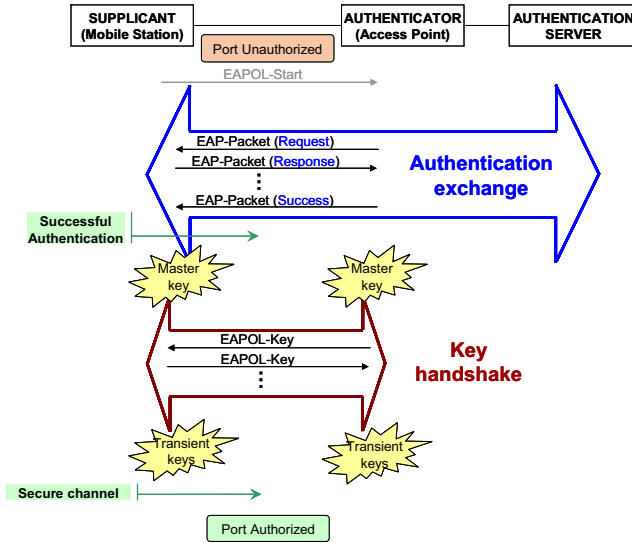 SUPPLICANT
(Mobile Station)
AUTHENTICATOR
(Access Point)
AUTHENTICATION
SERVER
Port Unauthorized
EAPOL-Start
EAP-Packet (Request)
EAP-Packet (Response)
EAP-Packet (Success)
Authentication
exchange
Successful
Authentication
Master
key
Master
key
EAPOL-Key
EAPOL-Key
Key
handshake
Transient
keys
Transient
keys
Secure channel
Port Authorized